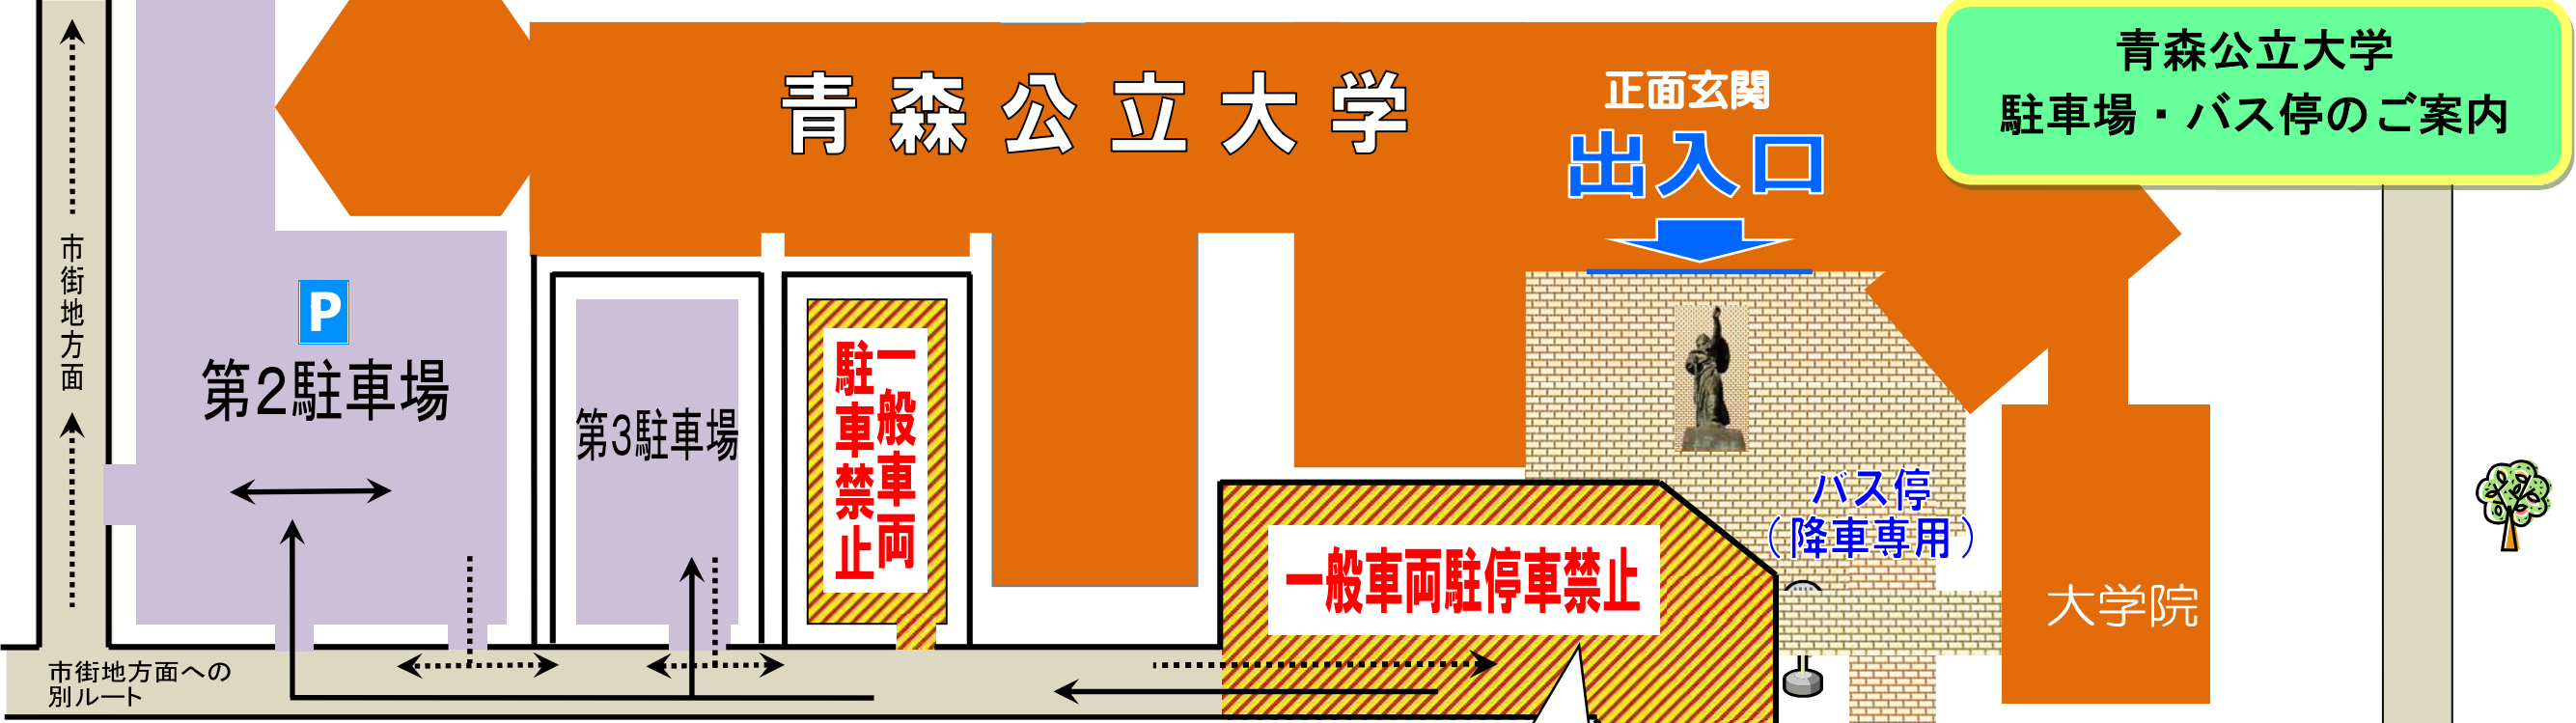 青森公立大学
駐車場・バス停のご案内
青森公立大学
正面玄関
出入口
市街地方面
P
第2駐車場
第3駐車場
一般車両
駐車禁止
バス停
（降車専用）
一般車両駐停車禁止
大学院
市街地方面への
別ルート